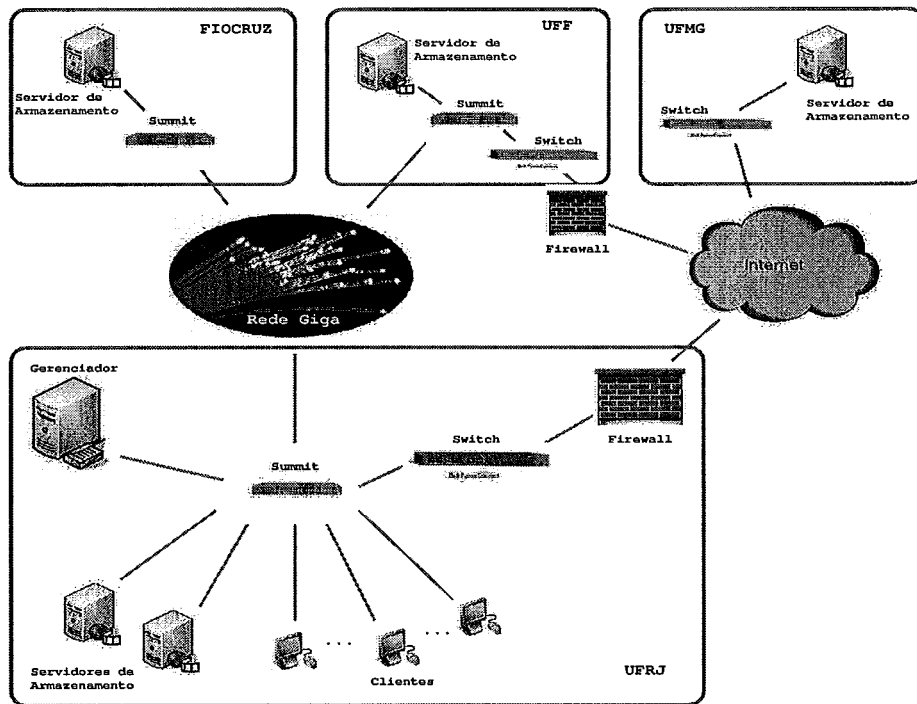 FIOCRUZ
Servidor de
Armazenamento
Summit
UFF
Servidor de
Armazenamento
Summit
Switch
UFMG
Switch
Servidor de
Armazenamento
Firewall
Internet
Rede Giga
Gerenciador
Summit
Switch
Firewall
Servidores de
Armazenamento
...
...
Clientes
UFRJ